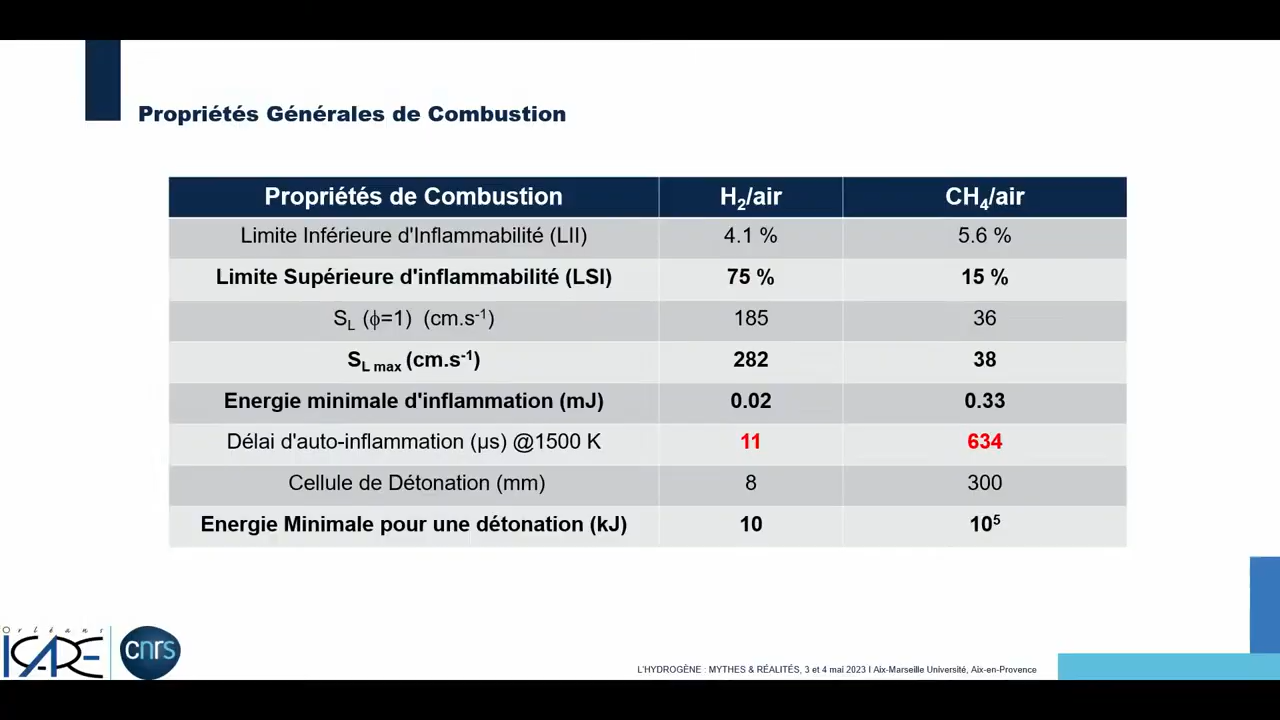 Propriétés Générales de Combustion
Propriétés de Combustion H₂/air CH₄/air
Limite Inférieure d'Inflammabilité (LII) 4.1 % 5.6 %
Limite Supérieure d'inflammabilité (LSI) 75 % 15 %
S_L (ϕ=1) (cm.s⁻¹) 185 36
S_L max (cm.s⁻¹) 282 38
Energie minimale d'inflammation (mJ) 0.02 0.33
Délai d'auto-inflammation (µs) @1500 K 11 634
Cellule de Détonation (mm) 8 300
Energie Minimale pour une détonation (kJ) 10 10⁵
Orléans
ICARE
cnrs
L'HYDROGÈNE : MYTHES & RÉALITÉS, 3 et 4 mai 2023 I Aix-Marseille Université, Aix-en-Provence